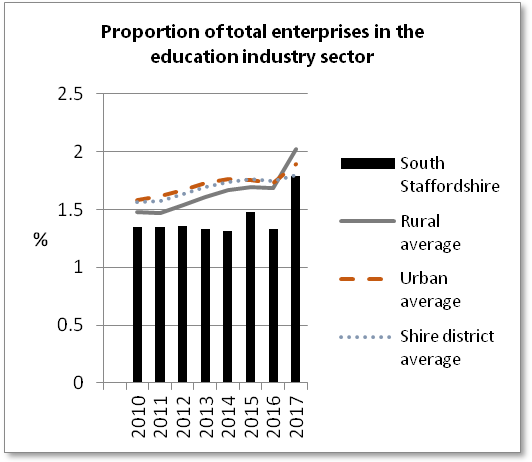 Proportion of total enterprises in the
education industry sector
2.5
2
1.5
1
0.5
0
%
2010
2011
2012
2013
2014
2015
2016
2017
South
Staffordshire
Rural
average
Urban
average
Shire district
average